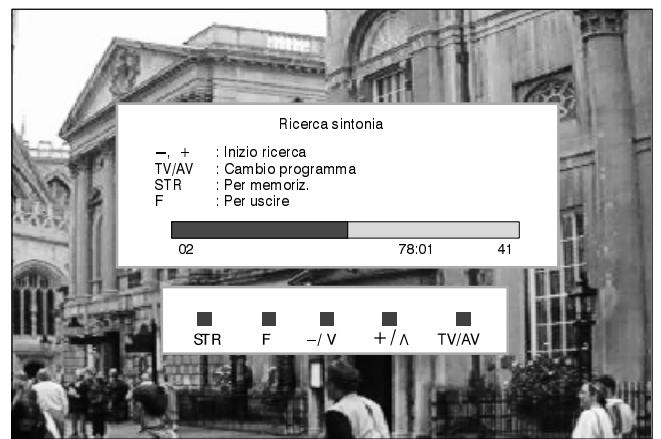 Ricerca sintonia
–, + : Inizio ricerca
TV/AV : Cambio programma
STR : Per memoriz.
F : Per uscire
02 78:01 41
STR F –/V +/Λ TV/AV